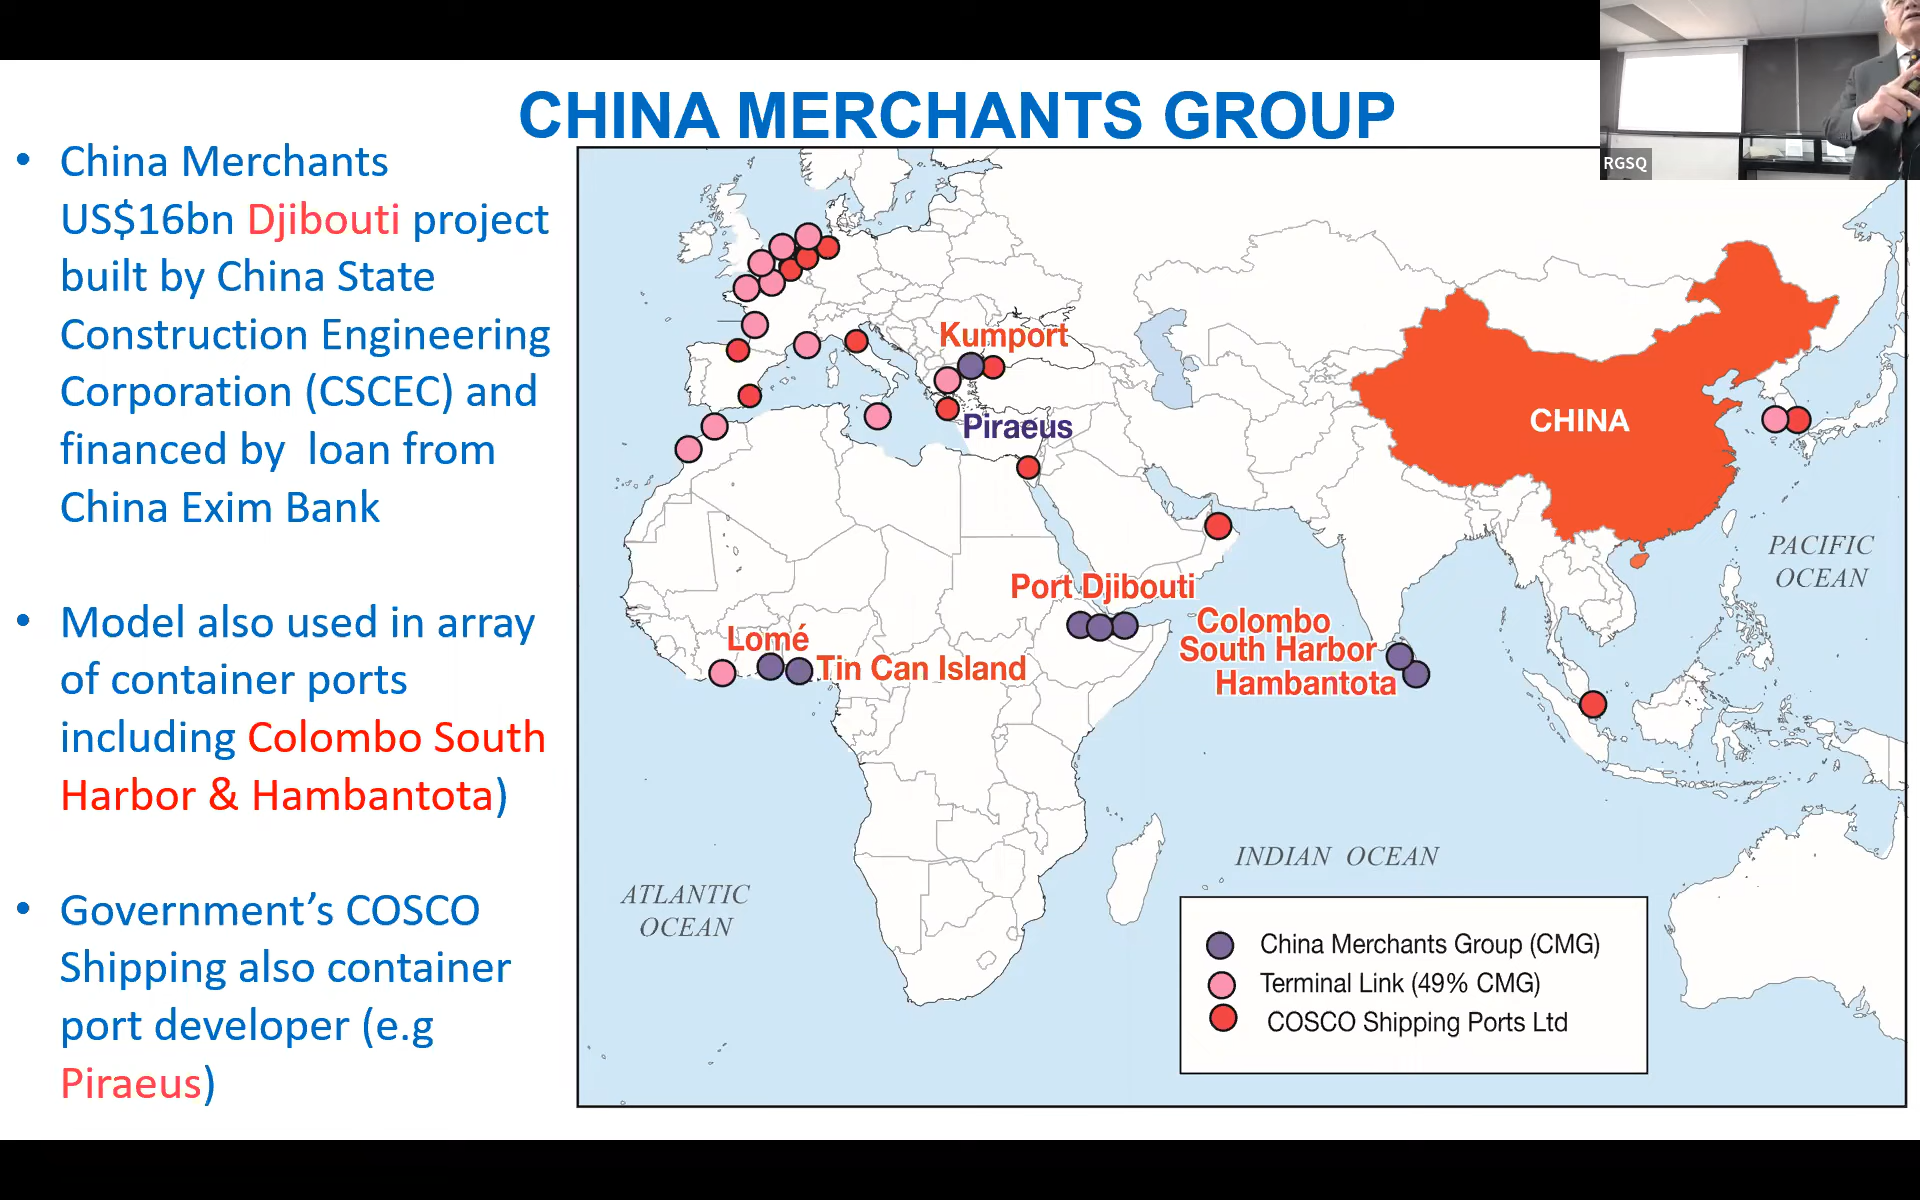 CHINA MERCHANTS GROUP
RGSQ
• China Merchants
US$16bn Djibouti project
built by China State
Construction Engineering
Corporation (CSCEC) and
financed by  loan from
China Exim Bank
• Model also used in array
of container ports
including Colombo South
Harbor & Hambantota)
• Government’s COSCO
Shipping also container
port developer (e.g
Piraeus)
Kumport
Piraeus
CHINA
PACIFIC
OCEAN
Port Djibouti
Colombo
South Harbor
Hambantota
Lomé
Tin Can Island
INDIAN OCEAN
ATLANTIC
OCEAN
China Merchants Group (CMG)
Terminal Link (49% CMG)
COSCO Shipping Ports Ltd